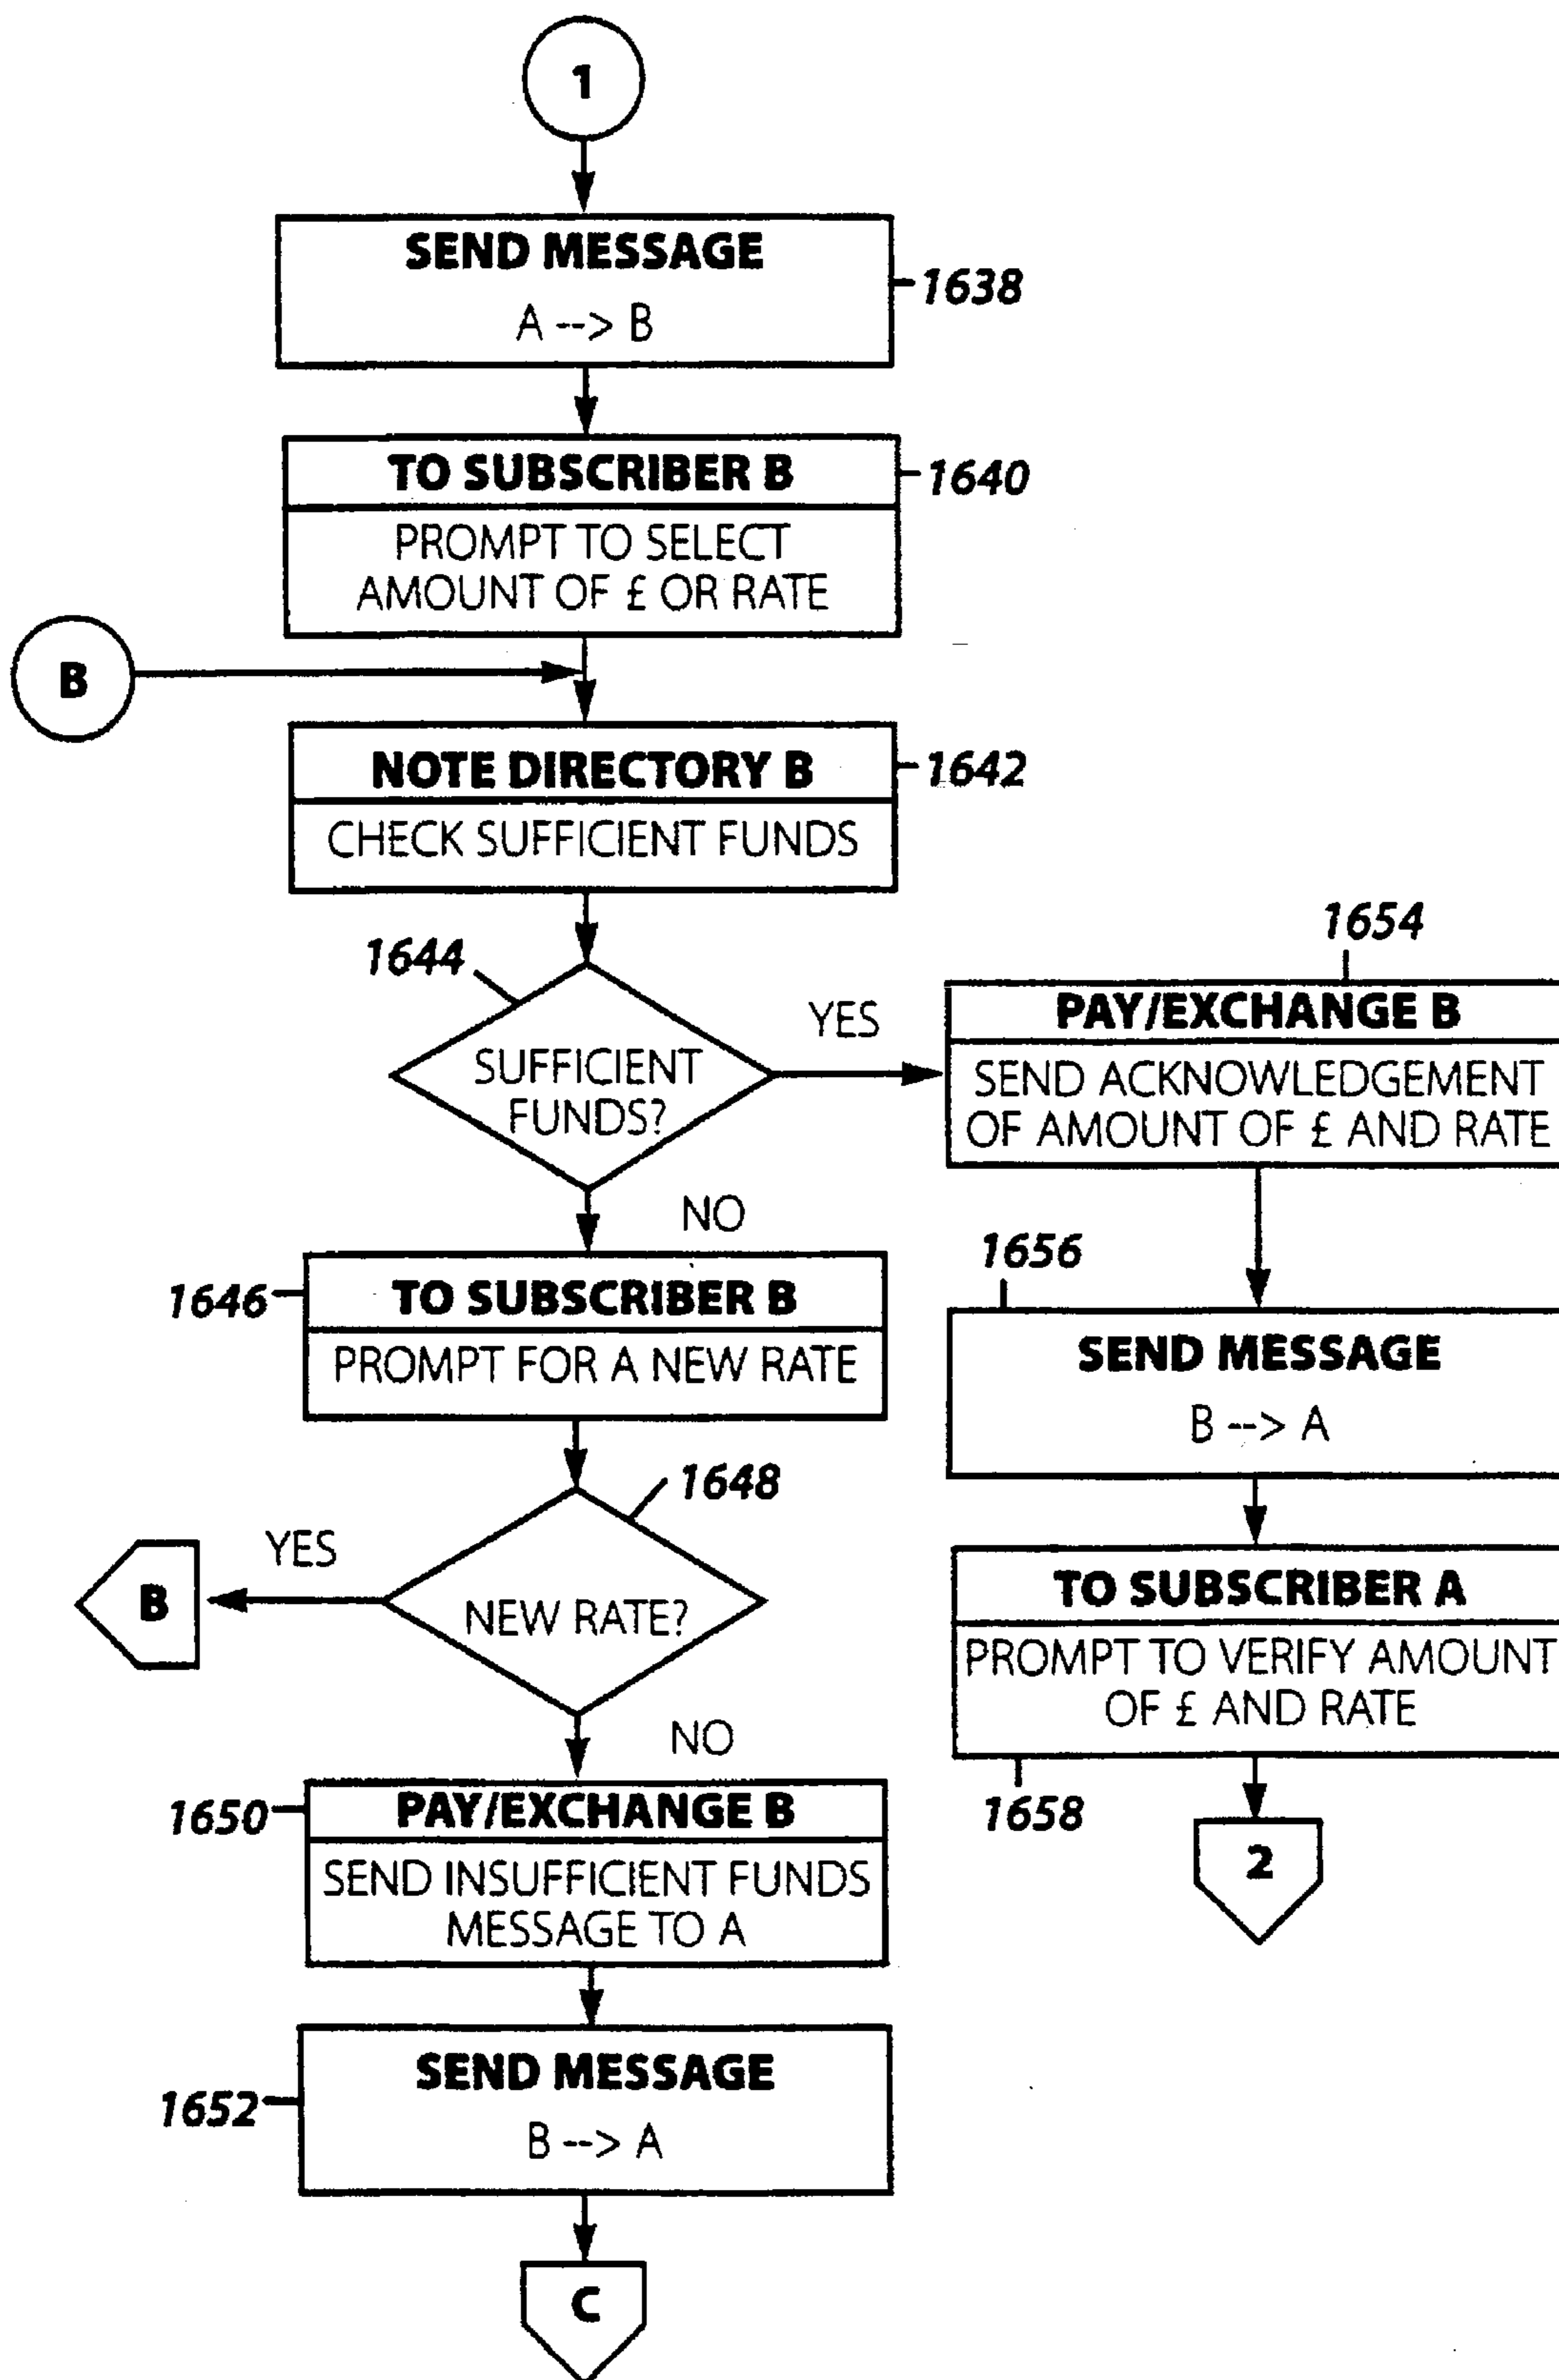 1
SEND MESSAGE
A --> B
1638
TO SUBSCRIBER B
1640
PROMPT TO SELECT
AMOUNT OF £ OR RATE
B
NOTE DIRECTORY B
1642
CHECK SUFFICIENT FUNDS
1644
SUFFICIENT
FUNDS?
YES
NO
1646
TO SUBSCRIBER B
PROMPT FOR A NEW RATE
1648
NEW RATE?
YES
B
NO
1650
PAY/EXCHANGE B
SEND INSUFFICIENT FUNDS
MESSAGE TO A
1652
SEND MESSAGE
B --> A
C
1654
PAY/EXCHANGE B
SEND ACKNOWLEDGEMENT
OF AMOUNT OF £ AND RATE
1656
SEND MESSAGE
B --> A
TO SUBSCRIBER A
PROMPT TO VERIFY AMOUNT
OF £ AND RATE
1658
2